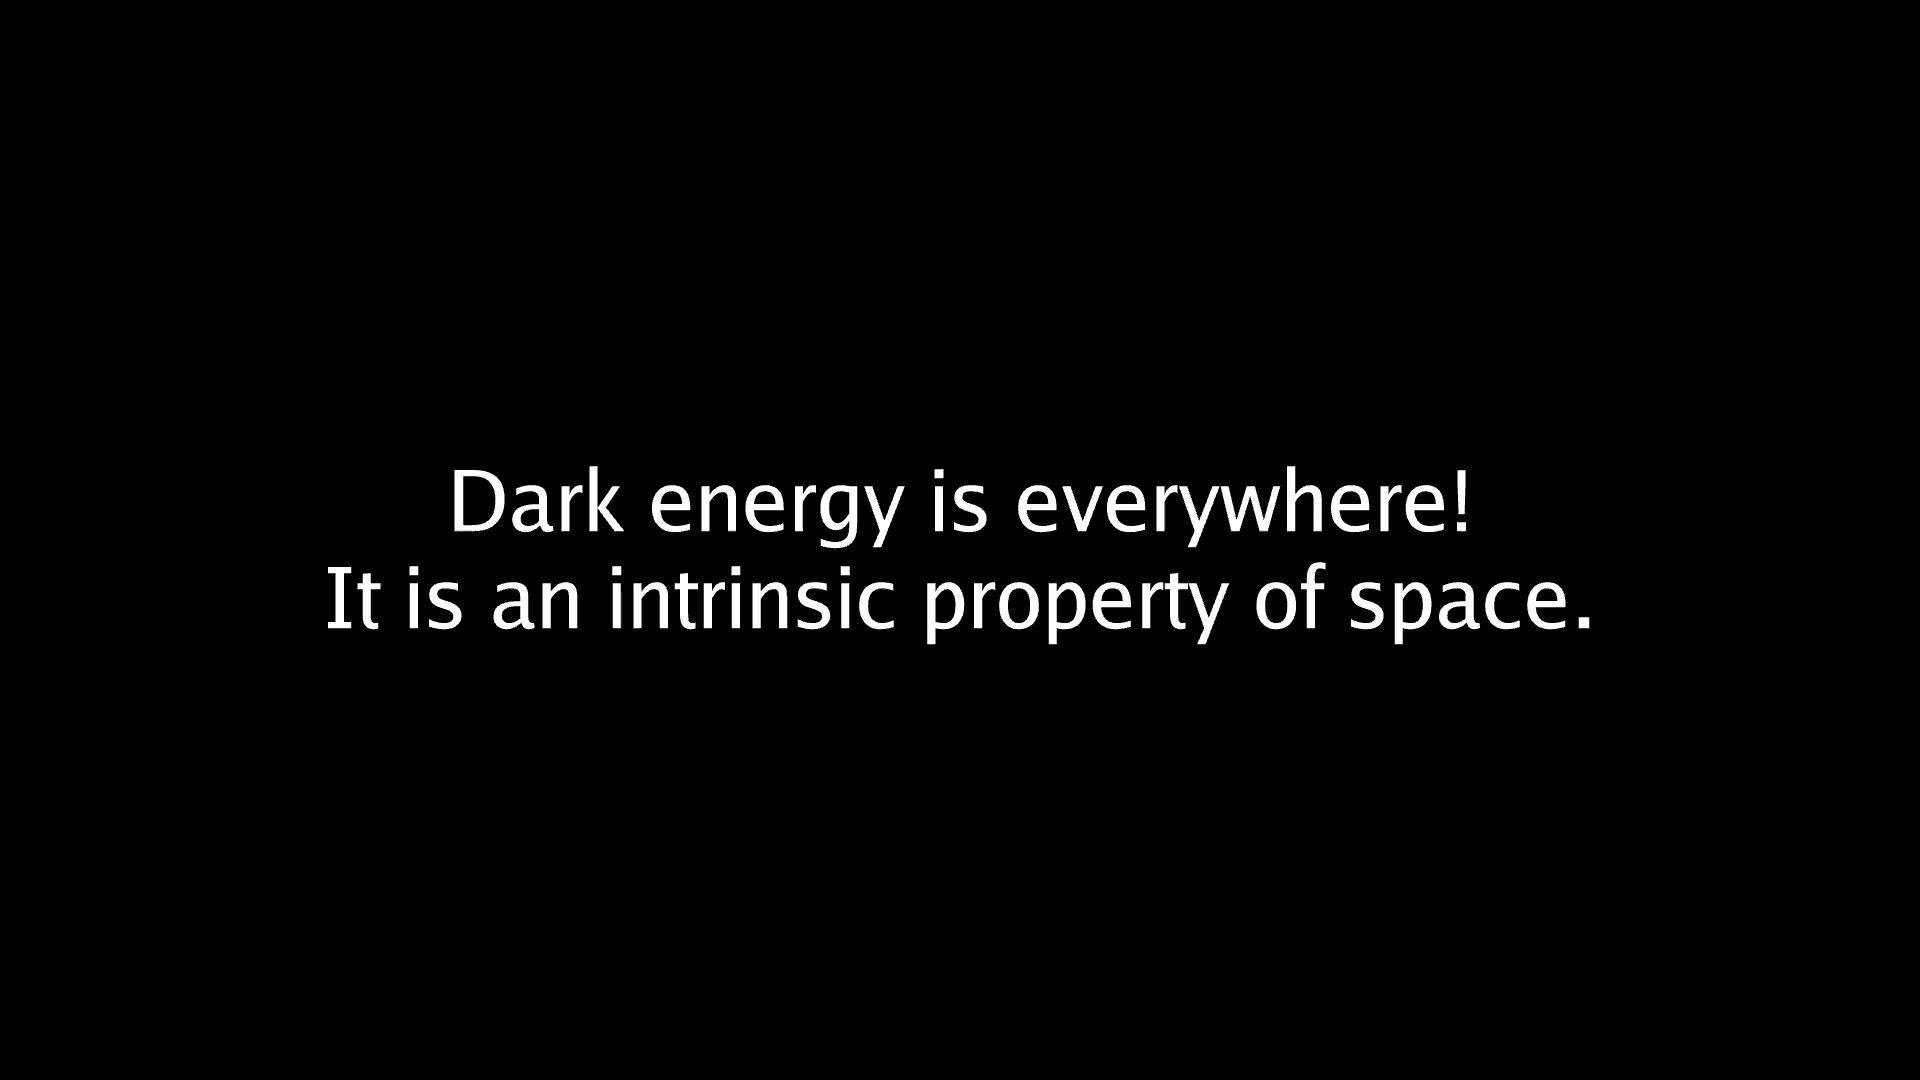 Dark energy is everywhere!
It is an intrinsic property of space.